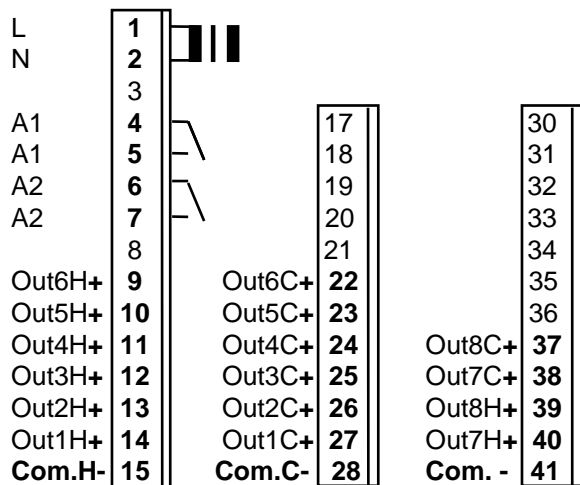 L 1
N 2
3
A1 4
A1 5
A2 6
A2 7
8
Out6H+ 9
Out5H+ 10
Out4H+ 11
Out3H+ 12
Out2H+ 13
Out1H+ 14
Com.H- 15
17
18
19
20
21
Out6C+ 22
Out5C+ 23
Out4C+ 24
Out3C+ 25
Out2C+ 26
Out1C+ 27
Com.C- 28
30
31
32
33
34
35
36
Out8C+ 37
Out7C+ 38
Out8H+ 39
Out7H+ 40
Com. - 41